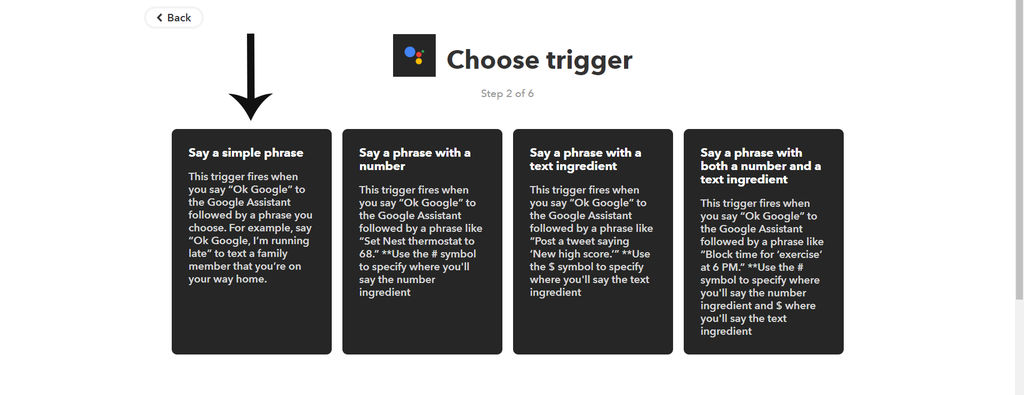 Back
Choose trigger
Step 2 of 6
Say a simple phrase
This trigger fires when
you say “Ok Google” to
the Google Assistant
followed by a phrase you
choose. For example, say
“Ok Google, I’m running
late” to text a family
member that you’re on
your way home.
Say a phrase with a
number
This trigger fires when
you say “Ok Google” to
the Google Assistant
followed by a phrase like
“Set Nest thermostat to
68.” **Use the # symbol
to specify where you'll
say the number
ingredient
Say a phrase with a
text ingredient
This trigger fires when
you say “Ok Google” to
the Google Assistant
followed by a phrase like
“Post a tweet saying
‘New high score.’” **Use
the $ symbol to specify
where you'll say the text
ingredient
Say a phrase with
both a number and a
text ingredient
This trigger fires when
you say “Ok Google” to
the Google Assistant
followed by a phrase like
“Block time for ‘exercise’
at 6 PM.” **Use the #
symbol to specify where
you'll say the number
ingredient and $ where
you'll say the text
ingredient